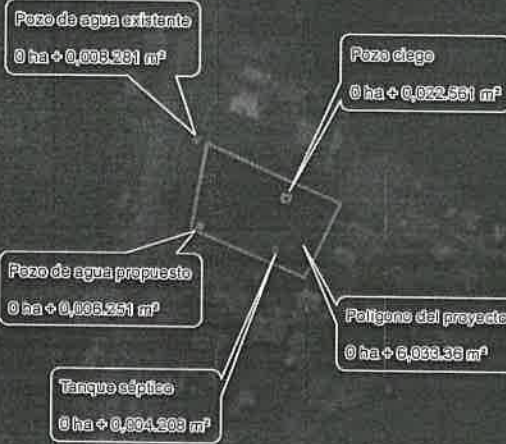 Pozo de agua existente
0 ha + 0,008.281 m²
Pozo ciego
0 ha + 0,022.561 m²
Pozo de agua propuesto
0 ha + 0,006.251 m²
Polígono del proyecto
0 ha + 6,033.36 m²
Tanque séptico
0 ha + 0,004.208 m²